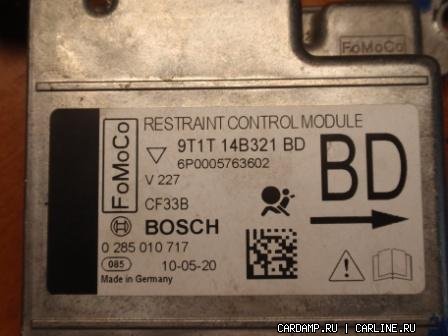 FoMoCo
RESTRAINT CONTROL MODULE
9T1T 14B321 BD
6P0005763602
V 227
CF33B
BOSCH
0 285 010 717
085
10-05-20
Made in Germany
FoMoCo
BD
CARDAMP.RU | CARLINE.RU